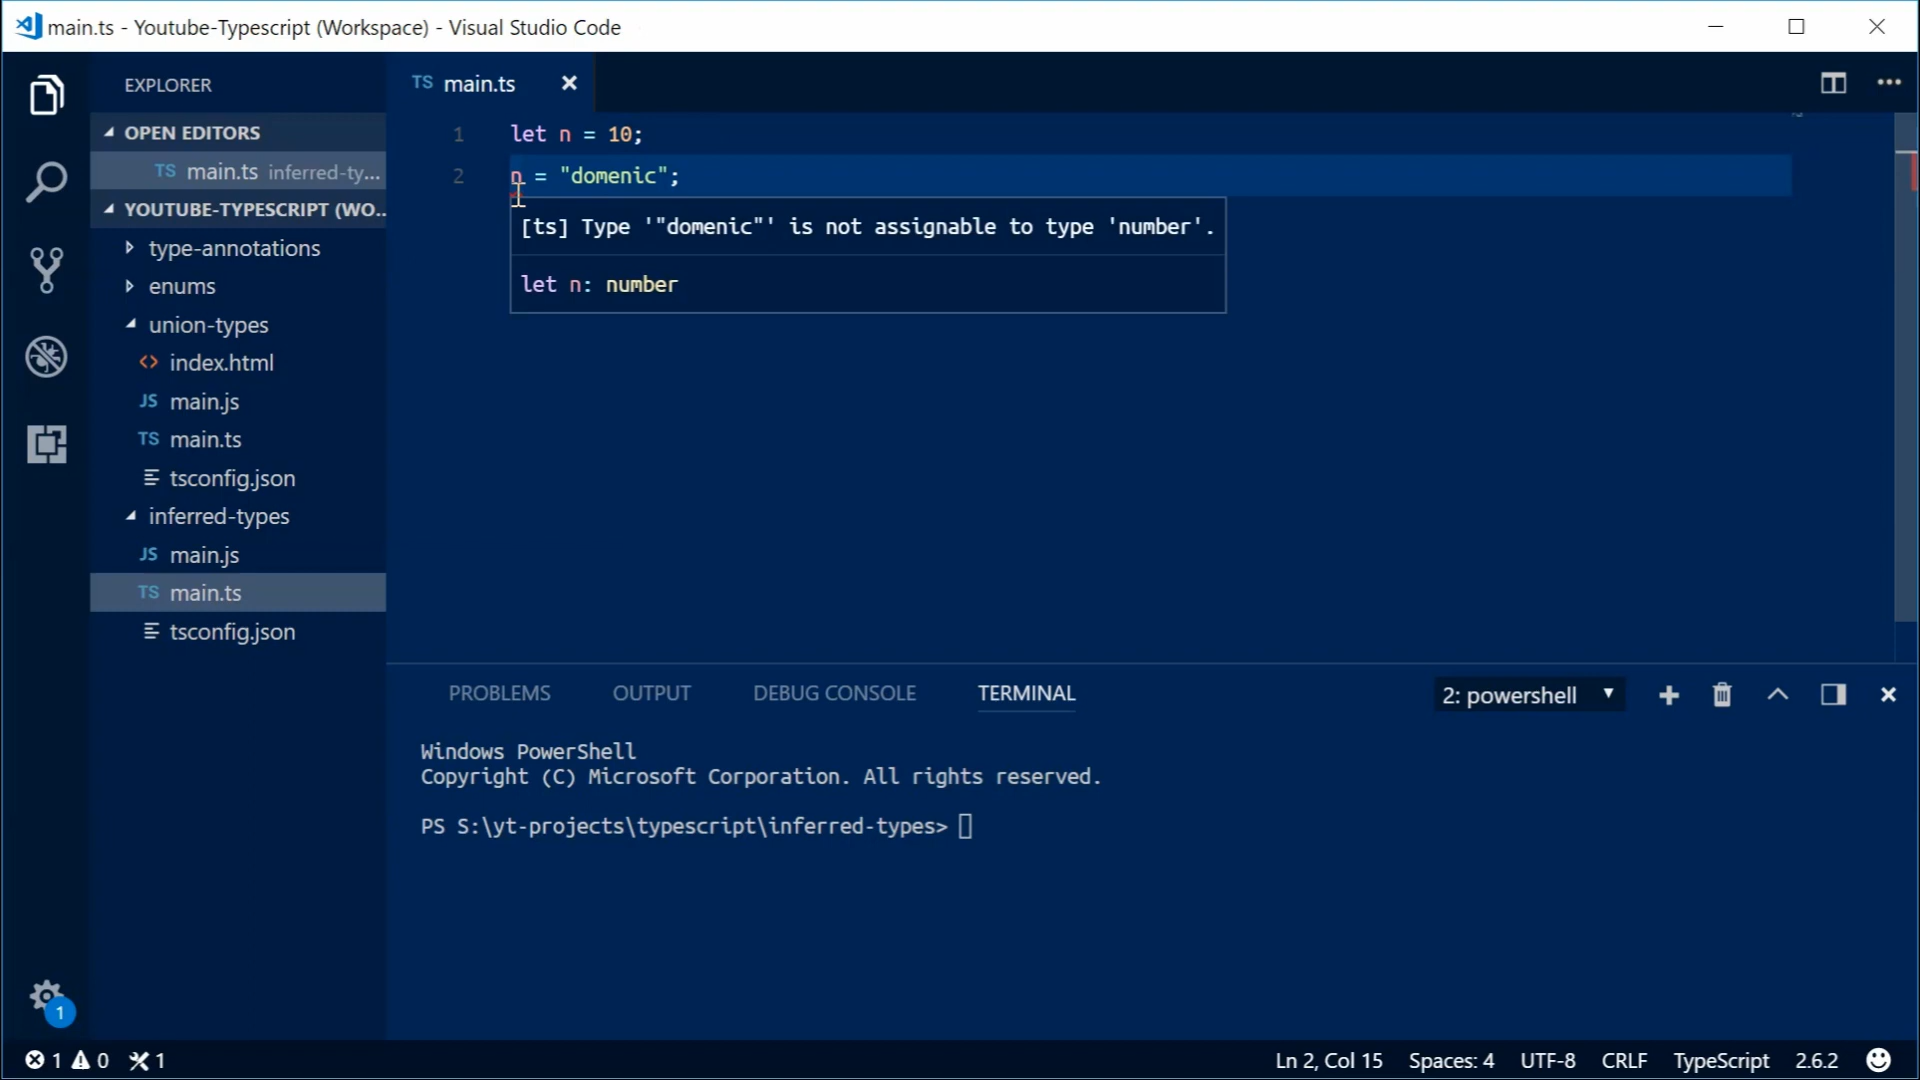 main.ts - Youtube-Typescript (Workspace) - Visual Studio Code
EXPLORER
OPEN EDITORS
TS main.ts inferred-ty...
YOUTUBE-TYPESCRIPT (WO...
type-annotations
enums
union-types
<> index.html
JS main.js
TS main.ts
tsconfig.json
inferred-types
JS main.js
TS main.ts
tsconfig.json
1
TS main.ts
1 let n = 10;
2 n = "domenic";
[ts] Type '"domenic"' is not assignable to type 'number'.
let n: number
PROBLEMS OUTPUT DEBUG CONSOLE TERMINAL 2: powershell
Windows PowerShell
Copyright (C) Microsoft Corporation. All rights reserved.
PS S:\yt-projects\typescript\inferred-types>
1 0 1 Ln 2, Col 15 Spaces: 4 UTF-8 CRLF TypeScript 2.6.2